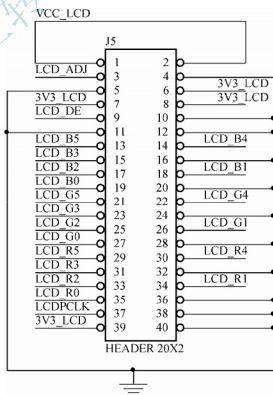 VCC_LCD
J5
1 2
LCD_ADJ 3 4
5 6 3V3_LCD
3V3_LCD 7 8 3V3_LCD
LCD_DE 9 10
11 12
LCD_B5 13 14 LCD_B4
LCD_B3 15 16
LCD_B2 17 18 LCD_B1
LCD_B0 19 20
LCD_G5 21 22 LCD_G4
LCD_G3 23 24
LCD_G2 25 26 LCD_G1
LCD_G0 27 28
LCD_R5 29 30 LCD_R4
LCD_R3 31 32
LCD_R2 33 34 LCD_R1
LCD_R0 35 36
LCDPCLK 37 38
3V3_LCD 39 40
HEADER 20X2